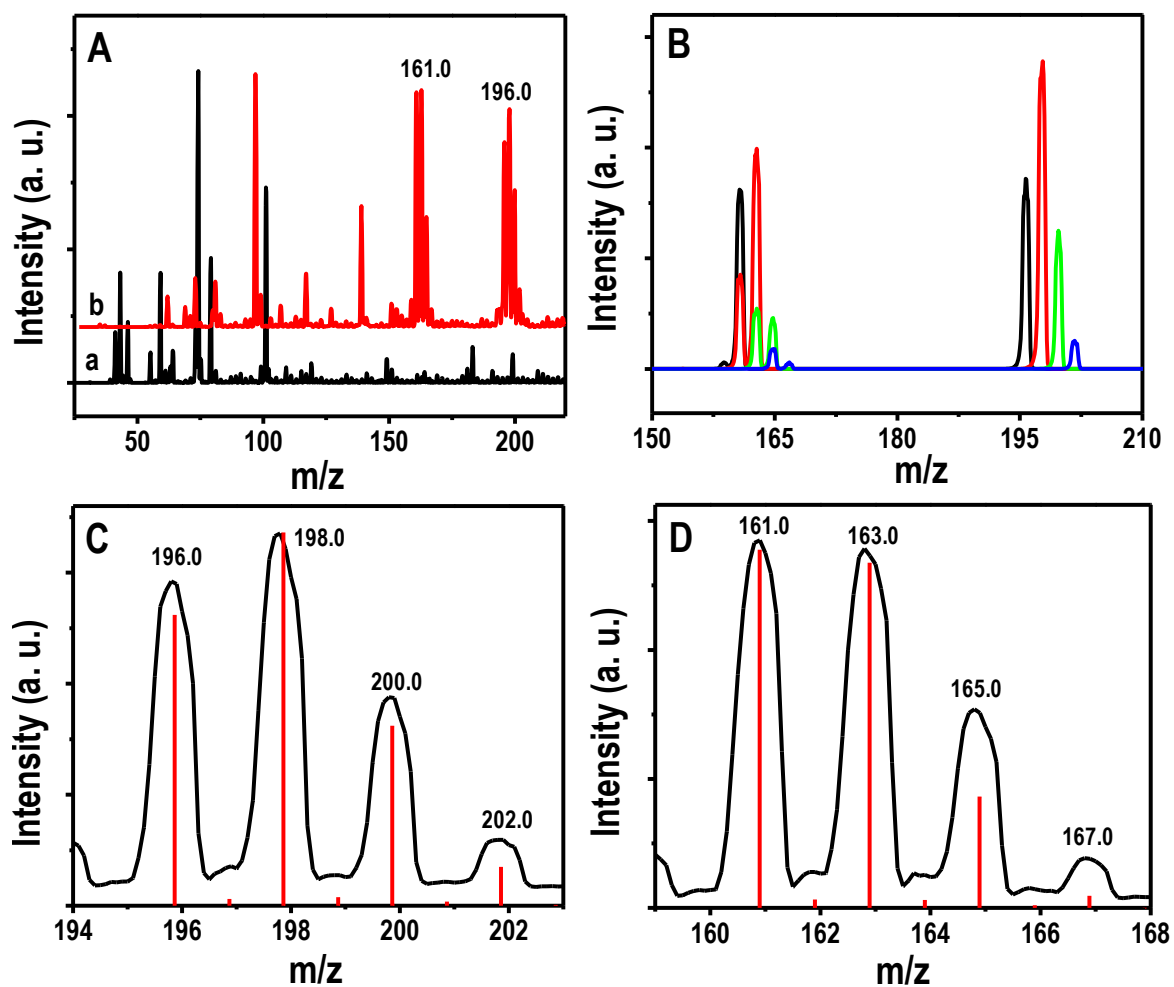 A
161.0
196.0
b
a
Intensity (a. u.)
50 100 150 200
m/z
B
Intensity (a. u.)
150 165 180 195 210
m/z
C
196.0
198.0
200.0
202.0
Intensity (a. u.)
194 196 198 200 202
m/z
D
161.0
163.0
165.0
167.0
Intensity (a. u.)
160 162 164 166 168
m/z